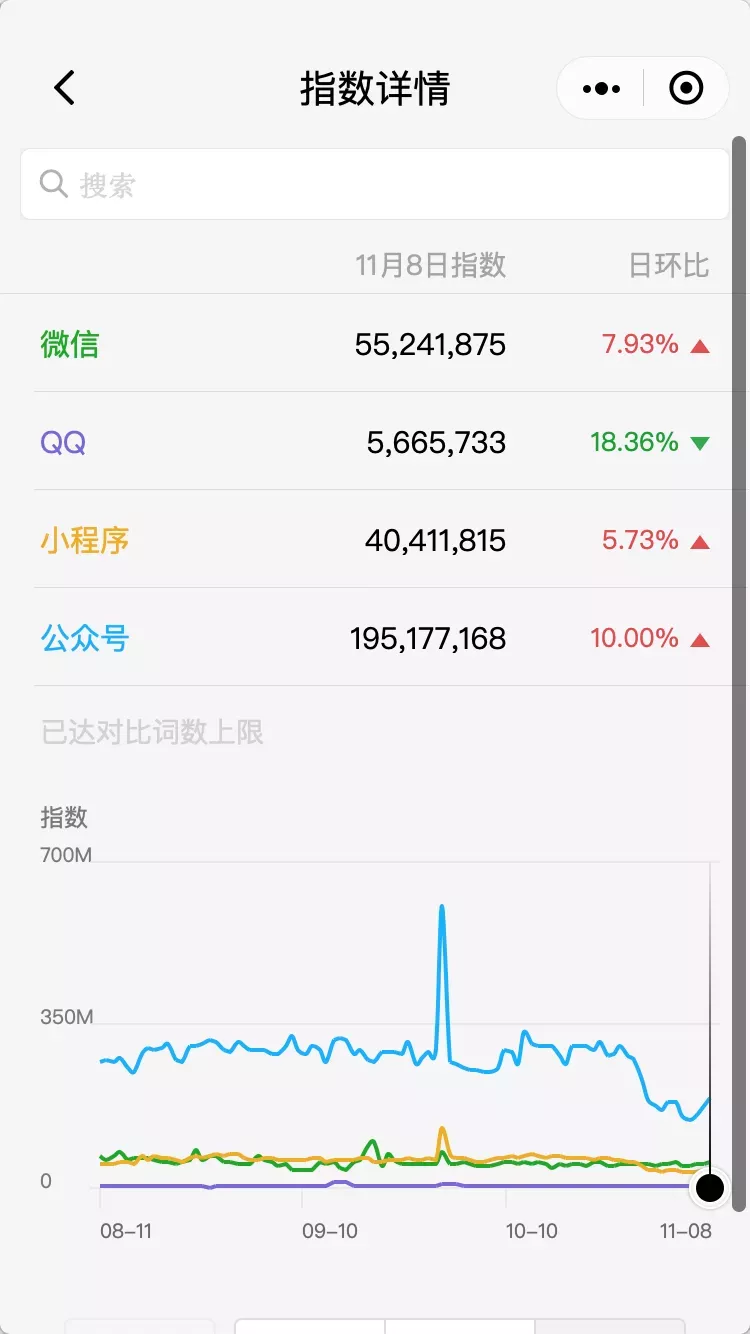 指数详情
搜索
11月8日指数 日环比
微信 55,241,875 7.93%
QQ 5,665,733 18.36%
小程序 40,411,815 5.73%
公众号 195,177,168 10.00%
已达对比词数上限
指数
700M
350M
0
08-11 09-10 10-10 11-08